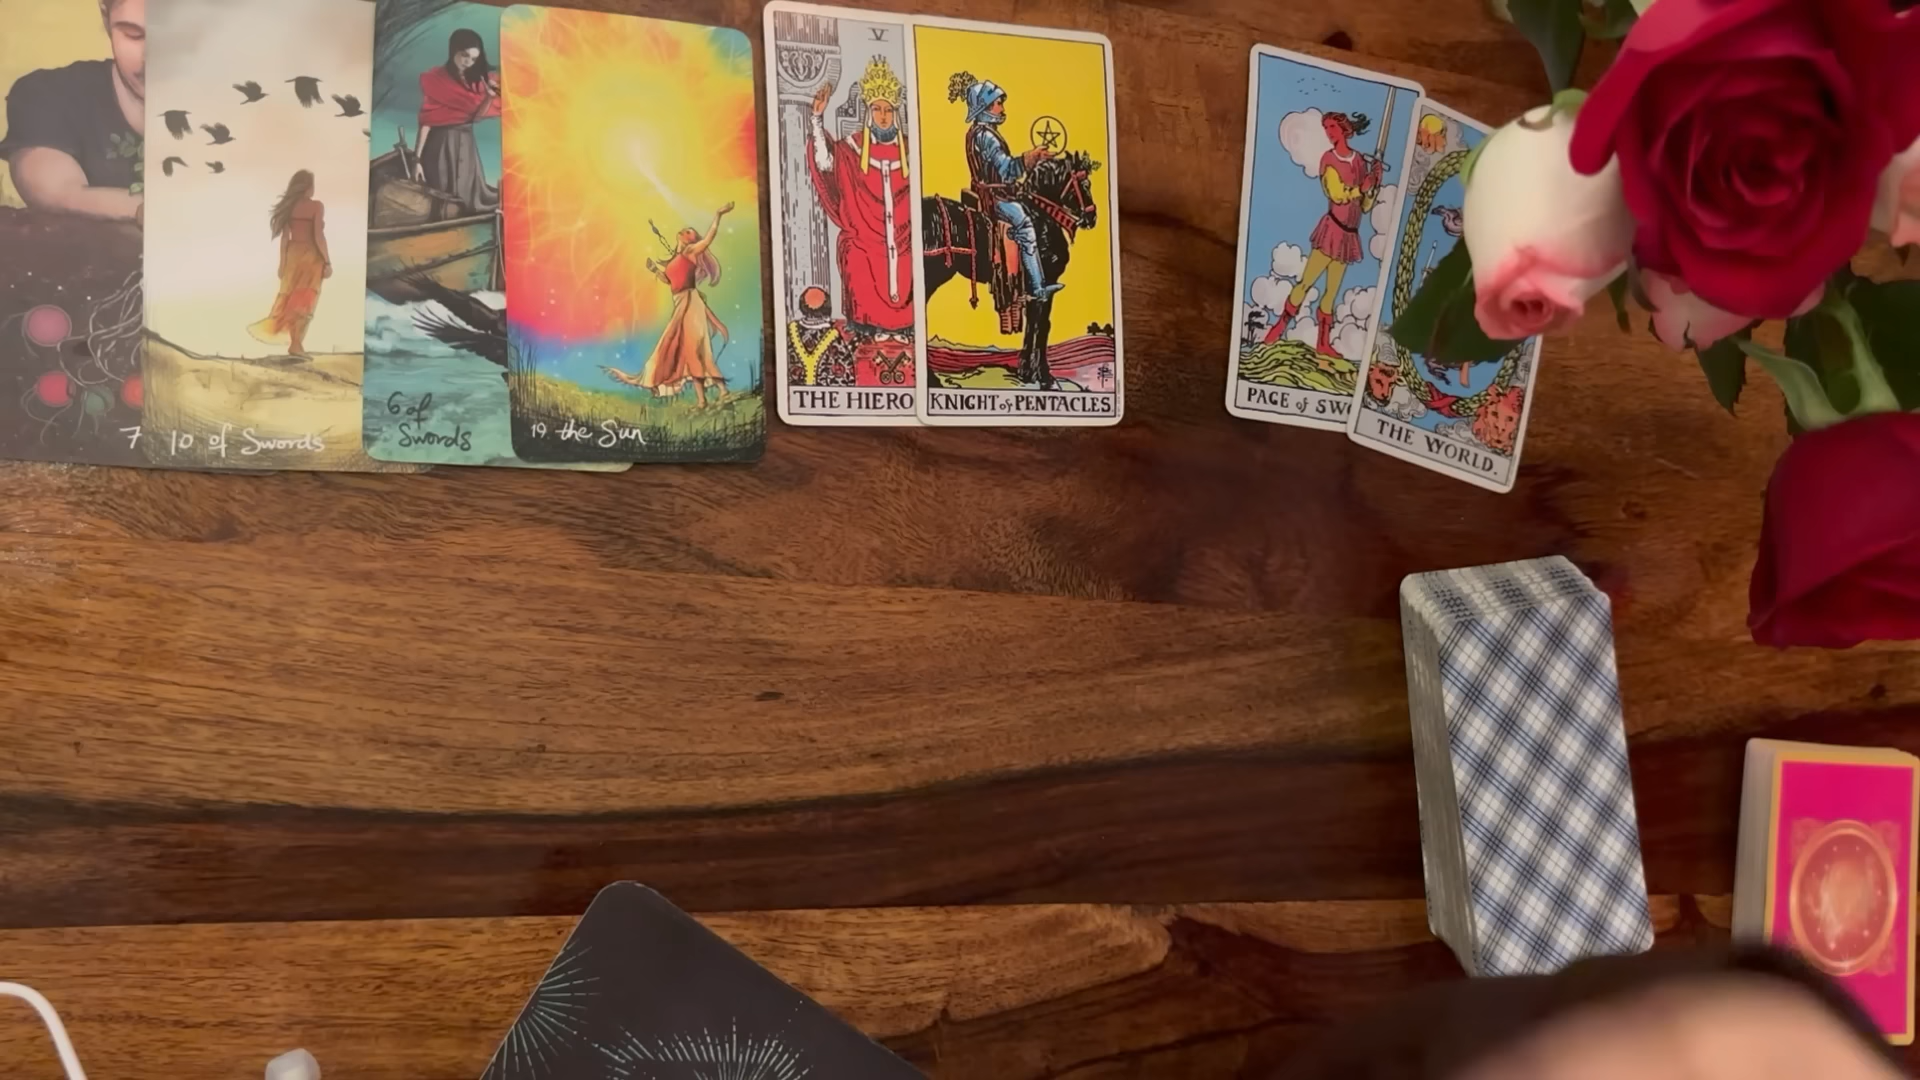 7
10 of Swords
6 of
Swords
19 the Sun
V
THE HIERO
KNIGHT of PENTACLES
PAGE of SWO
THE WORLD.